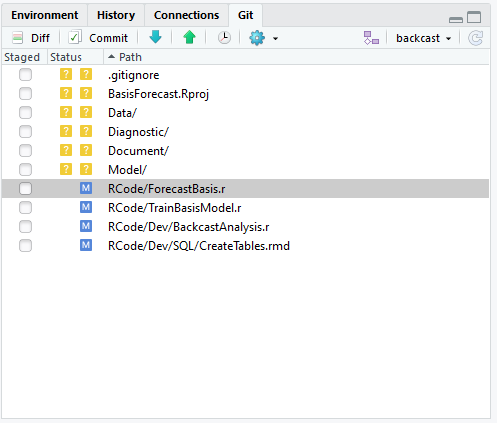 Environment History Connections Git
Diff Commit backcast
Staged Status Path
? ? .gitignore
? ? BasisForecast.Rproj
? ? Data/
? ? Diagnostic/
? ? Document/
? ? Model/
M RCode/ForecastBasis.r
M RCode/TrainBasisModel.r
M RCode/Dev/BackcastAnalysis.r
M RCode/Dev/SQL/CreateTables.rmd